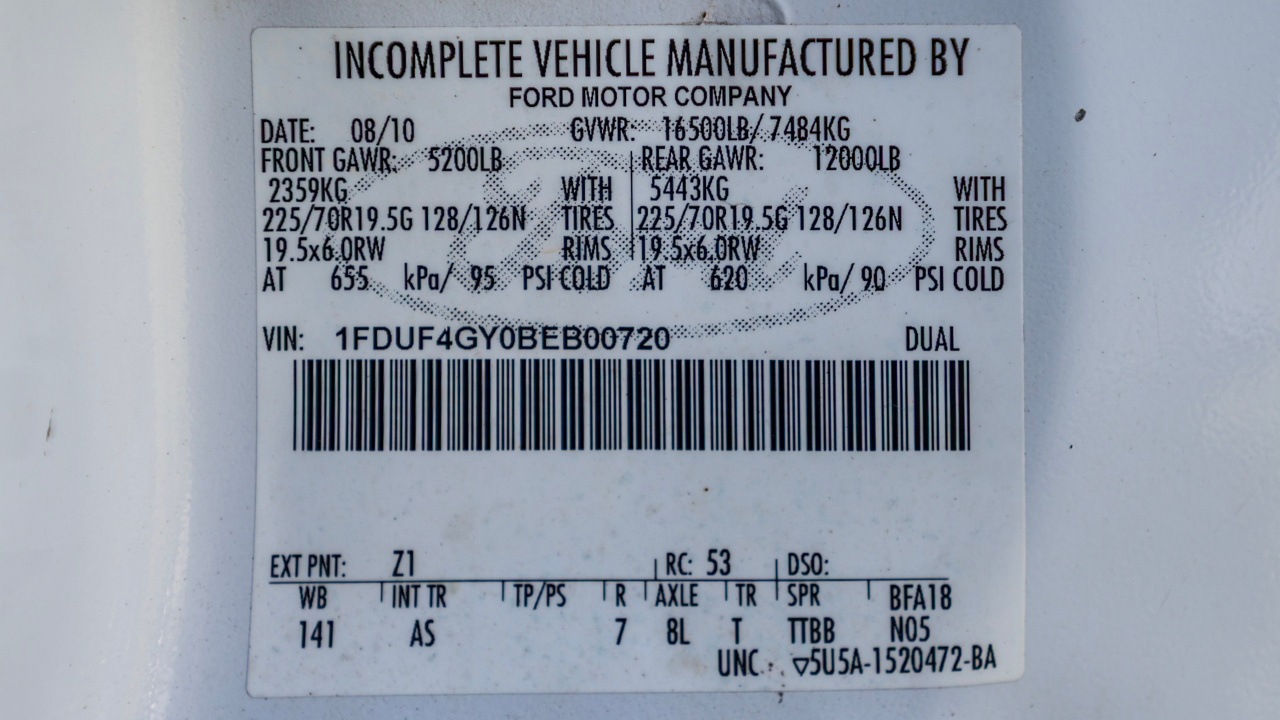 INCOMPLETE VEHICLE MANUFACTURED BY
FORD MOTOR COMPANY
DATE: 08/10 GVWR: 16500LB/ 7484KG
FRONT GAWR: 5200LB REAR GAWR: 12000LB
2359KG WITH 5443KG WITH
225/70R19.5G 128/126N TIRES 225/70R19.5G 128/126N TIRES
19.5x6.0RW RIMS 19.5x6.0RW RIMS
AT 655 kPa/ 95 PSI COLD AT 620 kPa/ 90 PSI COLD
VIN: 1FDUF4GY0BEB00720 DUAL
EXT PNT: Z1 RC: 53 DSO:
WB INT TR TP/PS R AXLE TR SPR BFA18
141 AS 7 8L T TTBB N05
UNC ▽5U5A-1520472-BA